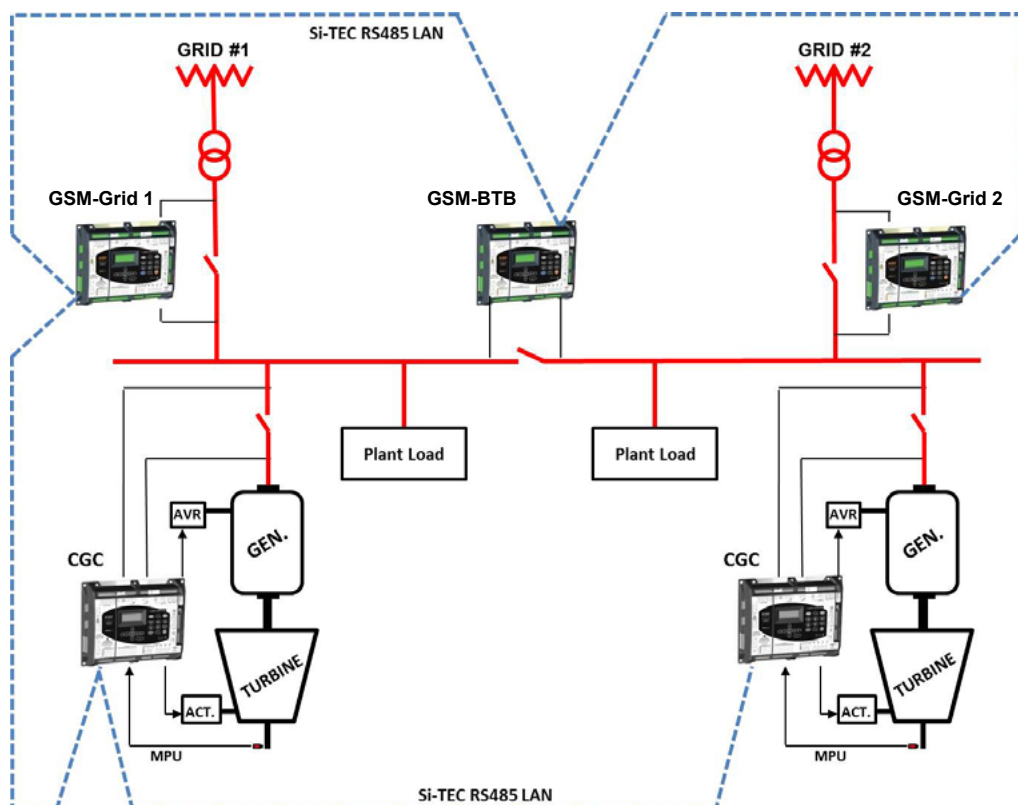 Si-TEC RS485 LAN
GRID #1
GRID #2
GSM-Grid 1
GSM-BTB
GSM-Grid 2
Plant Load
Plant Load
AVR
GEN.
AVR
GEN.
CGC
CGC
TURBINE
TURBINE
ACT.
ACT.
MPU
MPU
Si-TEC RS485 LAN